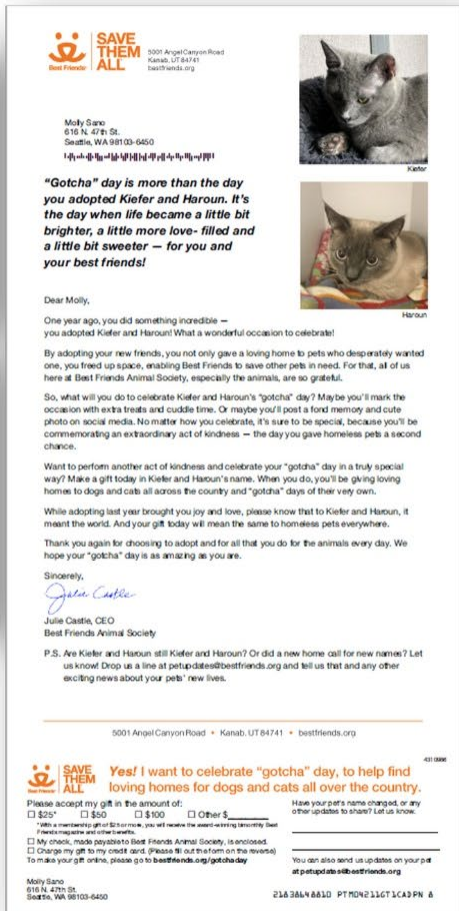 Best Friends
SAVE
THEM
ALL
5001 Angel Canyon Road
Kanab, UT 84741
bestfriends.org
Molly Sano
616 N. 47th St.
Seattle, WA 98103-6450
Kiefer
"Gotcha" day is more than the day
you adopted Kiefer and Haroun. It's
the day when life became a little bit
brighter, a little more love- filled and
a little bit sweeter — for you and
your best friends!
Haroun
Dear Molly,
One year ago, you did something incredible —
you adopted Kiefer and Haroun! What a wonderful occasion to celebrate!
By adopting your new friends, you not only gave a loving home to pets who desperately wanted
one, you freed up space, enabling Best Friends to save other pets in need. For that, all of us
here at Best Friends Animal Society, especially the animals, are so grateful.
So, what will you do to celebrate Kiefer and Haroun's "gotcha" day? Maybe you'll mark the
occasion with extra treats and cuddle time. Or maybe you'll post a fond memory and cute
photo on social media. No matter how you celebrate, it's sure to be special, because you'll be
commemorating an extraordinary act of kindness — the day you gave homeless pets a second
chance.
Want to perform another act of kindness and celebrate your "gotcha" day in a truly special
way? Make a gift today in Kiefer and Haroun's name. When you do, you'll be giving loving
homes to dogs and cats all across the country and "gotcha" days of their very own.
While adopting last year brought you joy and love, please know that to Kiefer and Haroun, it
meant the world. And your gift today will mean the same to homeless pets everywhere.
Thank you again for choosing to adopt and for all that you do for the animals every day. We
hope your "gotcha" day is as amazing as you are.
Sincerely,
Julie Castle
Julie Castle, CEO
Best Friends Animal Society
P.S. Are Kiefer and Haroun still Kiefer and Haroun? Or did a new home call for new names? Let
us know! Drop us a line at petupdates@bestfriends.org and tell us that and any other
exciting news about your pets' new lives.
5001 Angel Canyon Road • Kanab, UT 84741 • bestfriends.org
Best Friends
SAVE
THEM
ALL
Yes! I want to celebrate "gotcha" day, to help find
loving homes for dogs and cats all over the country.
Please accept my gift in the amount of:
$25* $50 $100 Other $
*With a membership gift of $25 or more, you will receive the award-winning bimonthly Best
Friends magazine and other benefits.
My check, made payable to Best Friends Animal Society, is enclosed.
Charge my gift to my credit card. (Please fill out the form on the reverse)
To make your gift online, please go to bestfriends.org/gotchaday
Have your pet's name changed, or any
other updates to share? Let us know.
You can also send us updates on your pet
at petupdates@bestfriends.org
Molly Sano
616 N. 47th St.
Seattle, WA 98103-6450